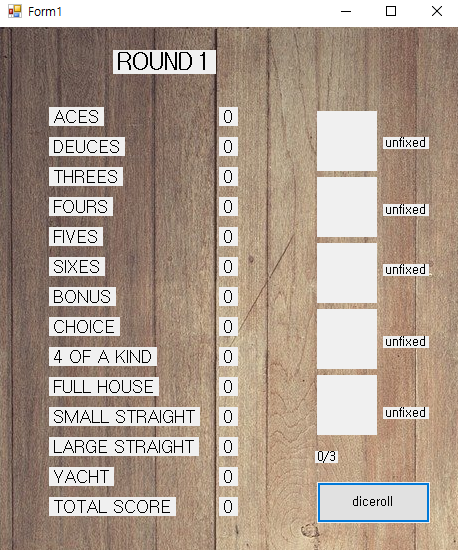 Form1
ROUND 1
ACES 0
DEUCES 0 unfixed
THREES 0
FOURS 0 unfixed
FIVES 0
SIXES 0 unfixed
BONUS 0
CHOICE 0 unfixed
4 OF A KIND 0
FULL HOUSE 0
SMALL STRAIGHT 0 unfixed
LARGE STRAIGHT 0 0/3
YACHT 0
TOTAL SCORE 0 diceroll